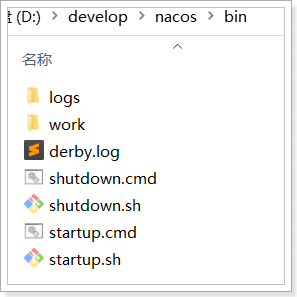 (D:) › develop › nacos › bin
名称
logs
work
derby.log
shutdown.cmd
shutdown.sh
startup.cmd
startup.sh